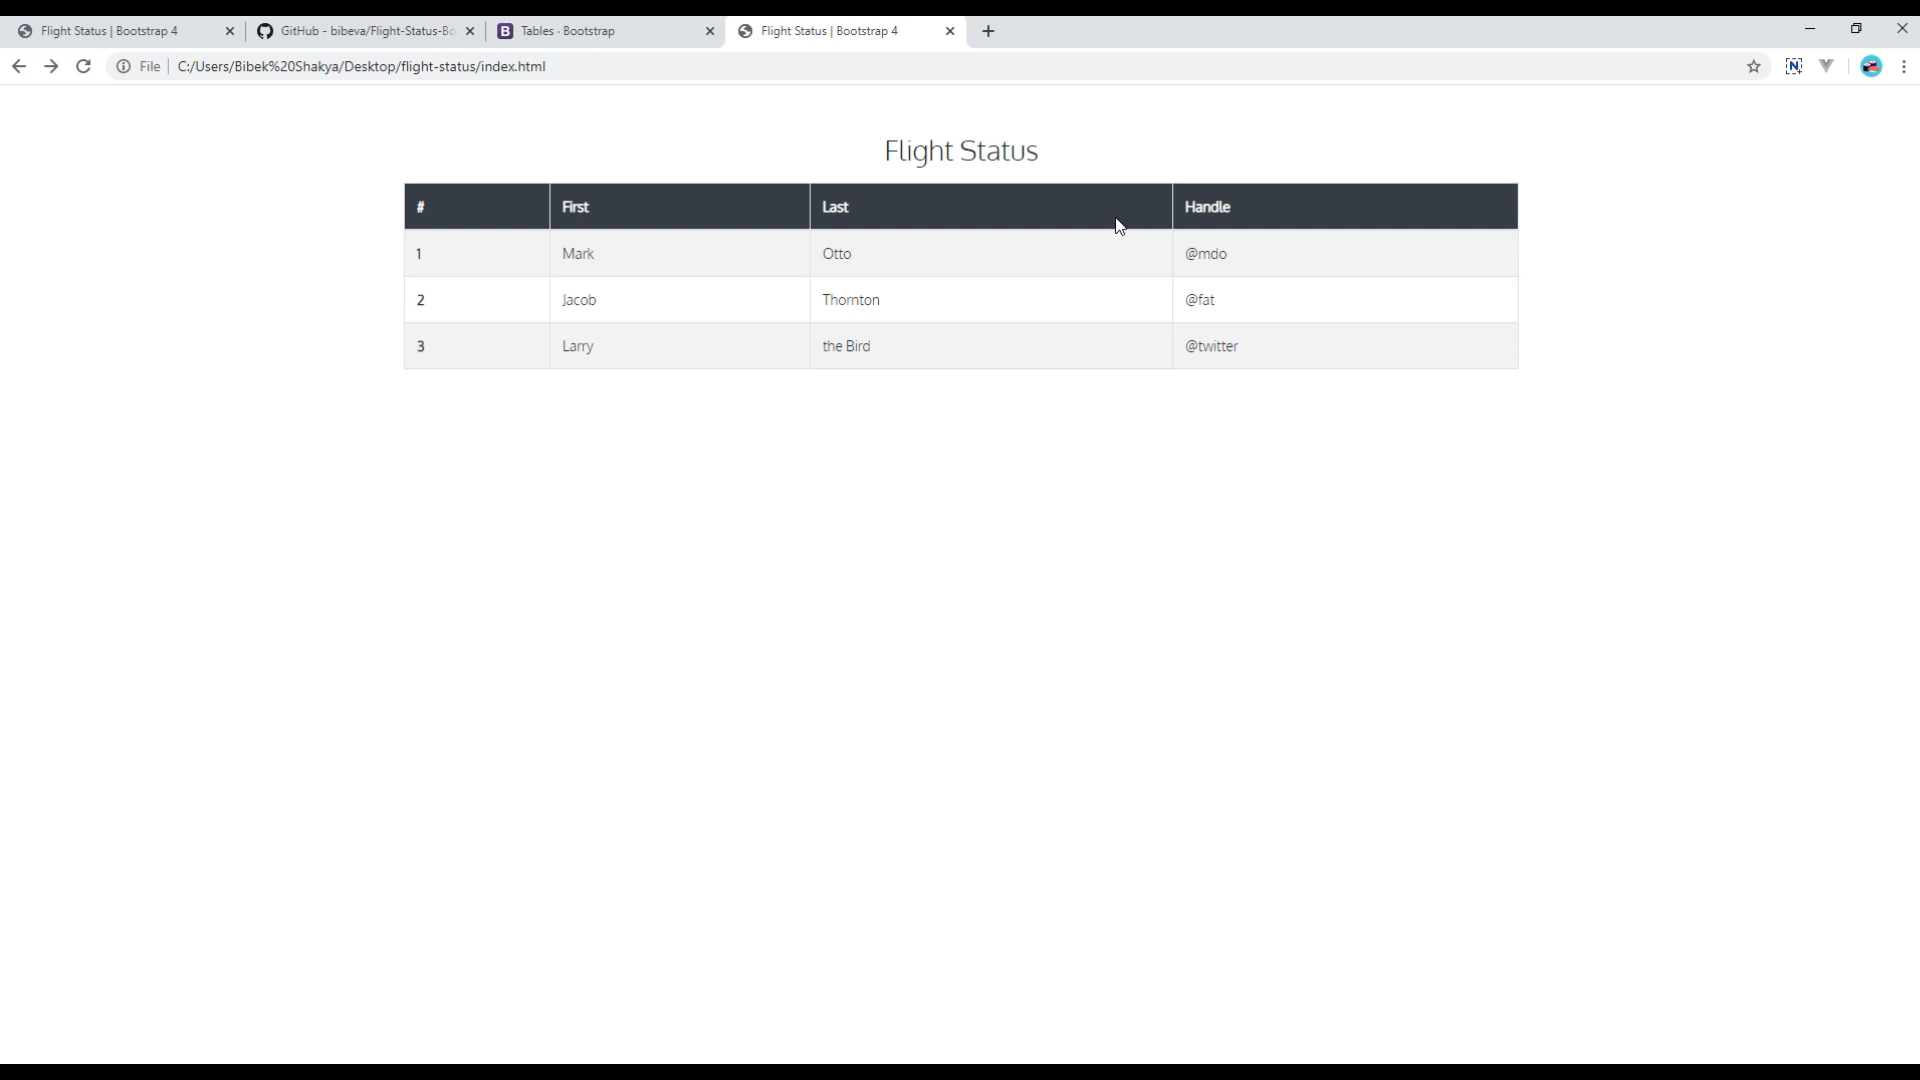 Flight Status | Bootstrap 4
GitHub - bibeva/Flight-Status-Bo
Tables · Bootstrap
Flight Status | Bootstrap 4
File
C:/Users/Bibek%20Shakya/Desktop/flight-status/index.html
Flight Status
# First Last Handle
1 Mark Otto @mdo
2 Jacob Thornton @fat
3 Larry the Bird @twitter